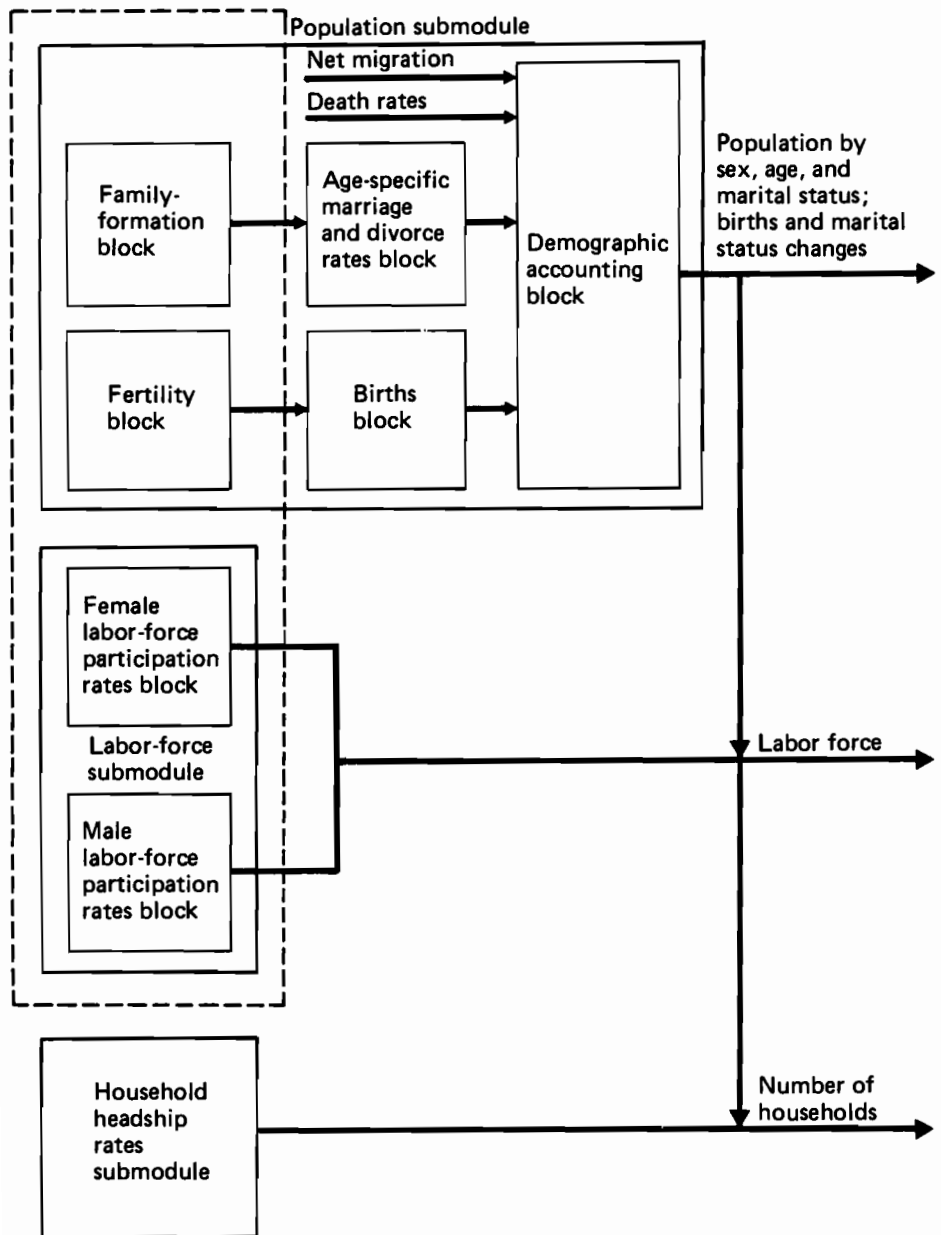 Population submodule
Net migration
Death rates
Family-
formation
block
Age-specific
marriage
and divorce
rates block
Demographic
accounting
block
Population by
sex, age, and
marital status;
births and marital
status changes
Fertility
block
Births
block
Female
labor-force
participation
rates block
Labor-force
submodule
Male
labor-force
participation
rates block
Labor force
Household
headship
rates
submodule
Number of
households